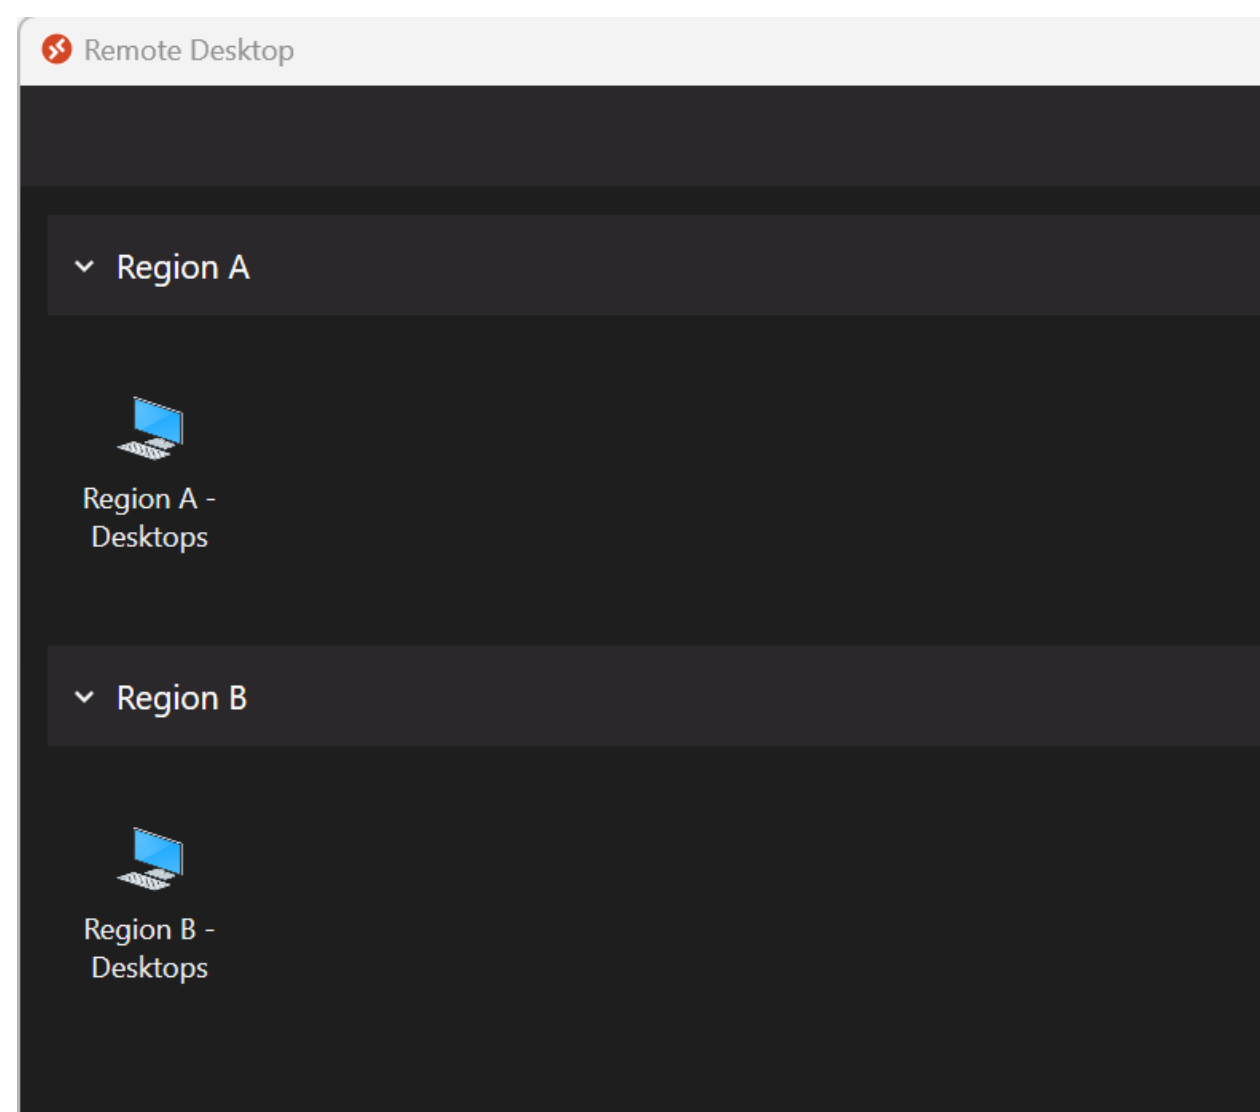 Remote Desktop
Region A
Region A -
Desktops
Region B
Region B -
Desktops